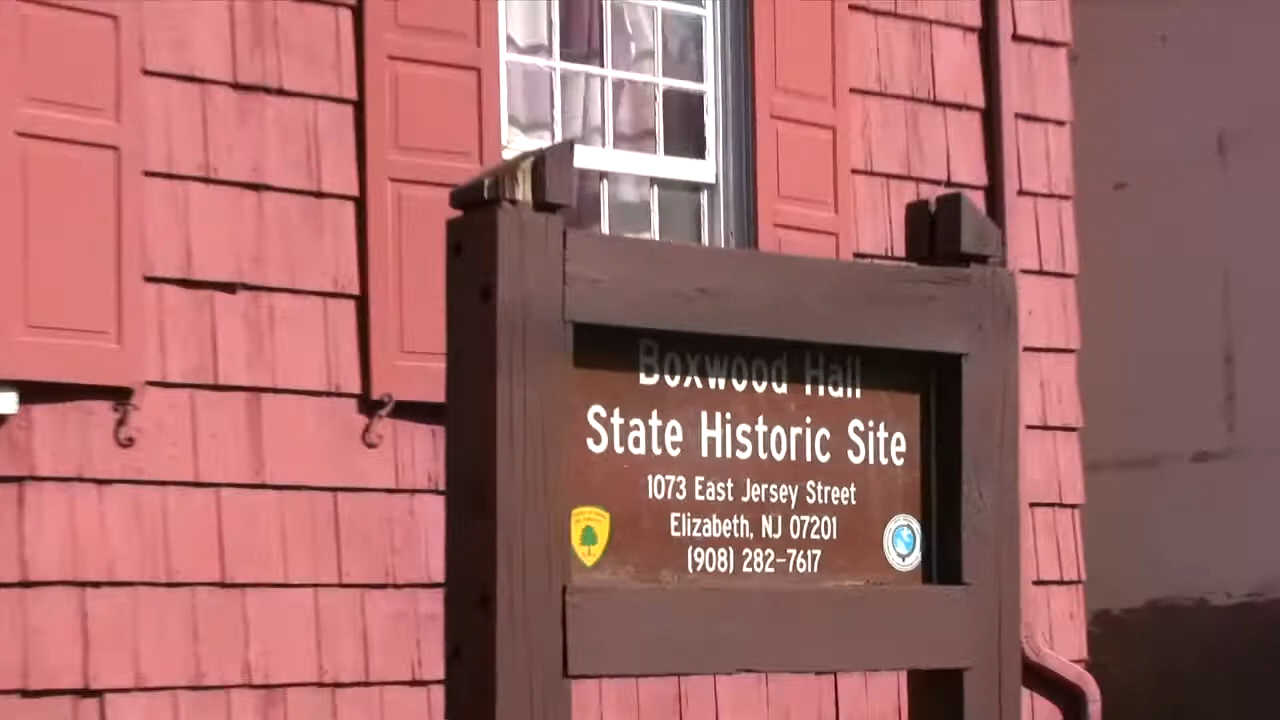 Boxwood Hall
State Historic Site
1073 East Jersey Street
Elizabeth, NJ 07201
(908) 282-7617